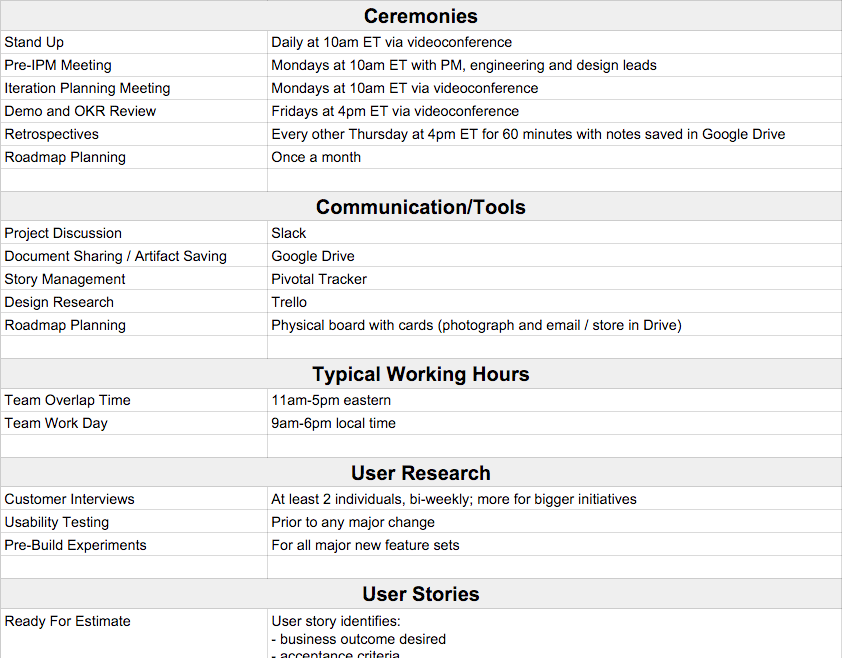 Ceremonies
Stand Up Daily at 10am ET via videoconference
Pre-IPM Meeting Mondays at 10am ET with PM, engineering and design leads
Iteration Planning Meeting Mondays at 10am ET via videoconference
Demo and OKR Review Fridays at 4pm ET via videoconference
Retrospectives Every other Thursday at 4pm ET for 60 minutes with notes saved in Google Drive
Roadmap Planning Once a month
Communication/Tools
Project Discussion Slack
Document Sharing / Artifact Saving Google Drive
Story Management Pivotal Tracker
Design Research Trello
Roadmap Planning Physical board with cards (photograph and email / store in Drive)
Typical Working Hours
Team Overlap Time 11am-5pm eastern
Team Work Day 9am-6pm local time
User Research
Customer Interviews At least 2 individuals, bi-weekly; more for bigger initiatives
Usability Testing Prior to any major change
Pre-Build Experiments For all major new feature sets
User Stories
Ready For Estimate User story identifies:
- business outcome desired
- acceptance criteria